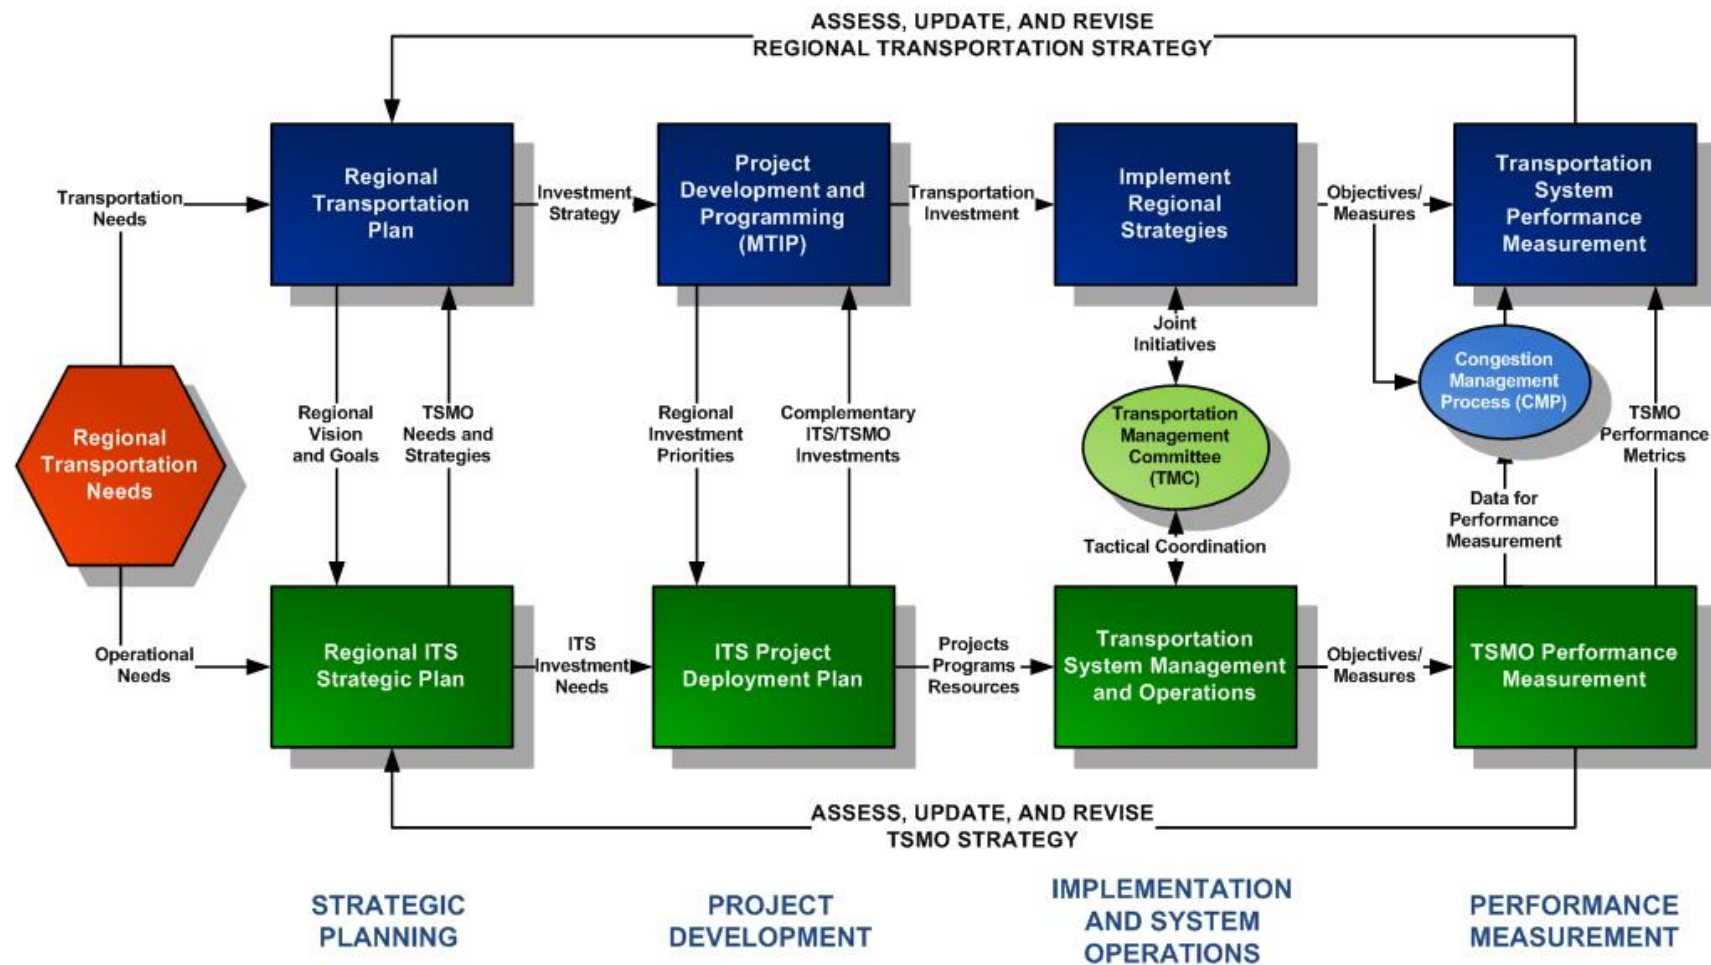 ASSESS, UPDATE, AND REVISE
REGIONAL TRANSPORTATION STRATEGY
Regional
Transportation
Plan
Project
Development and
Programming
(MTIP)
Implement
Regional
Strategies
Transportation
System
Performance
Measurement
Transportation
Needs
Investment
Strategy
Transportation
Investment
Objectives/
Measures
Joint
Initiatives
Congestion
Management
Process (CMP)
Regional
Transportation
Needs
Regional
Vision
and Goals
TSMO
Needs and
Strategies
Regional
Investment
Priorities
Complementary
ITS/TSMO
Investments
Transportation
Management
Committee
(TMC)
TSMO
Performance
Metrics
Data for
Performance
Measurement
Tactical Coordination
Operational
Needs
Regional ITS
Strategic Plan
ITS
Investment
Needs
ITS Project
Deployment Plan
Projects
Programs
Resources
Transportation
System Management
and Operations
Objectives/
Measures
TSMO Performance
Measurement
ASSESS, UPDATE, AND REVISE
TSMO STRATEGY
STRATEGIC
PLANNING
PROJECT
DEVELOPMENT
IMPLEMENTATION
AND SYSTEM
OPERATIONS
PERFORMANCE
MEASUREMENT